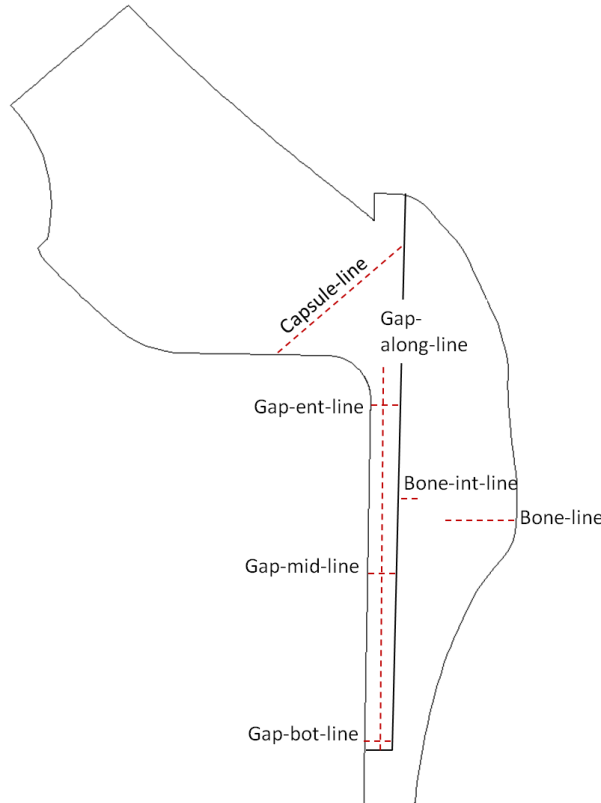 Capsule-line
Gap-
along-line
Gap-ent-line
Bone-int-line
Bone-line
Gap-mid-line
Gap-bot-line